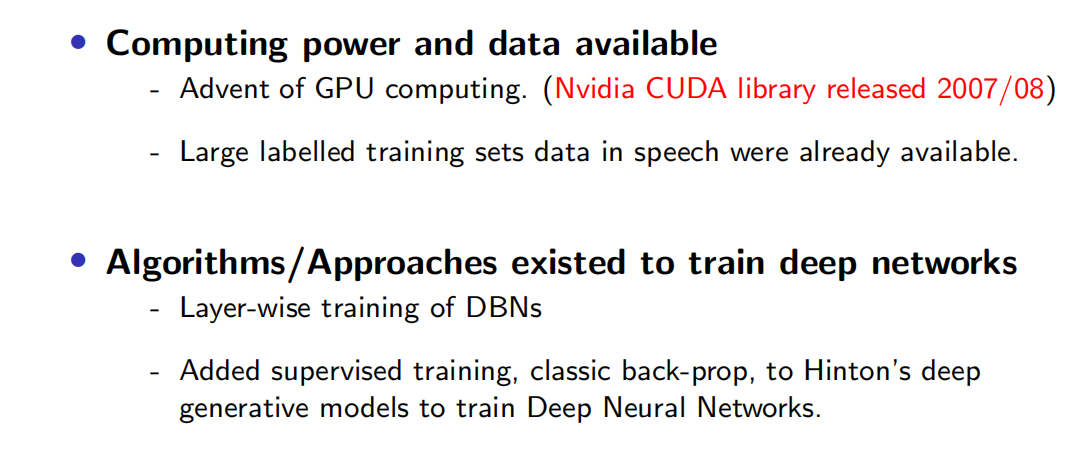 • Computing power and data available
- Advent of GPU computing. (Nvidia CUDA library released 2007/08)
- Large labelled training sets data in speech were already available.
• Algorithms/Approaches existed to train deep networks
- Layer-wise training of DBNs
- Added supervised training, classic back-prop, to Hinton's deep
generative models to train Deep Neural Networks.